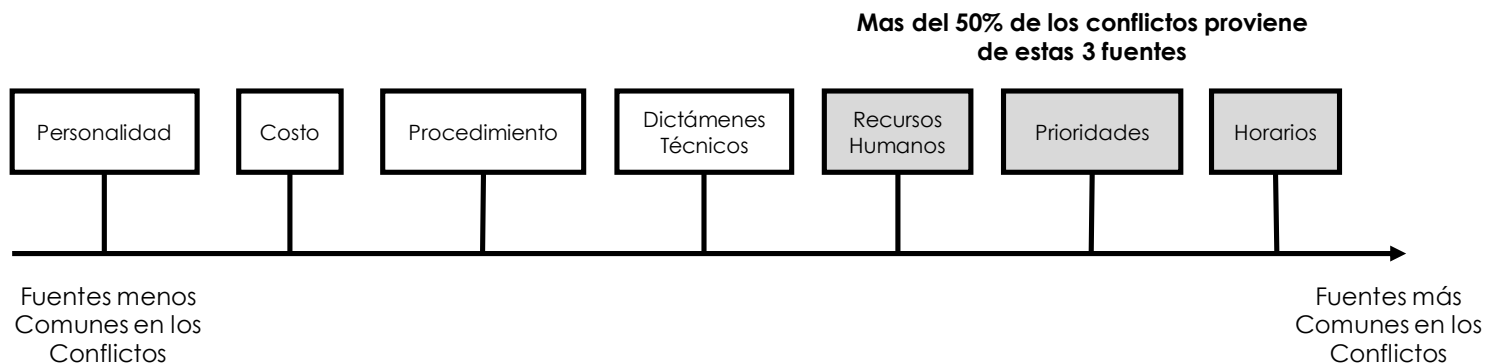 Mas del 50% de los conflictos proviene
de estas 3 fuentes
Personalidad
Costo
Procedimiento
Dictámenes
Técnicos
Recursos
Humanos
Prioridades
Horarios
Fuentes menos
Comunes en los
Conflictos
Fuentes más
Comunes en los
Conflictos